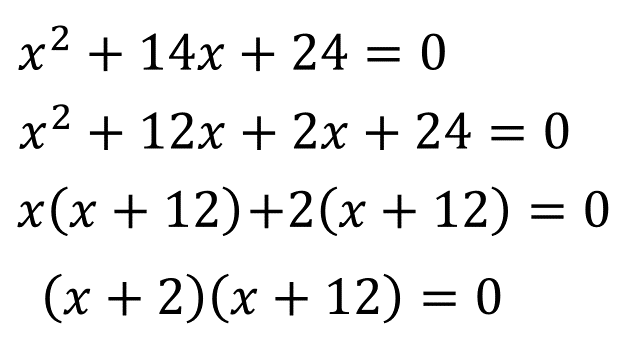 x² + 14x + 24 = 0
x² + 12x + 2x + 24 = 0
x(x + 12)+2(x + 12) = 0
(x + 2)(x + 12) = 0